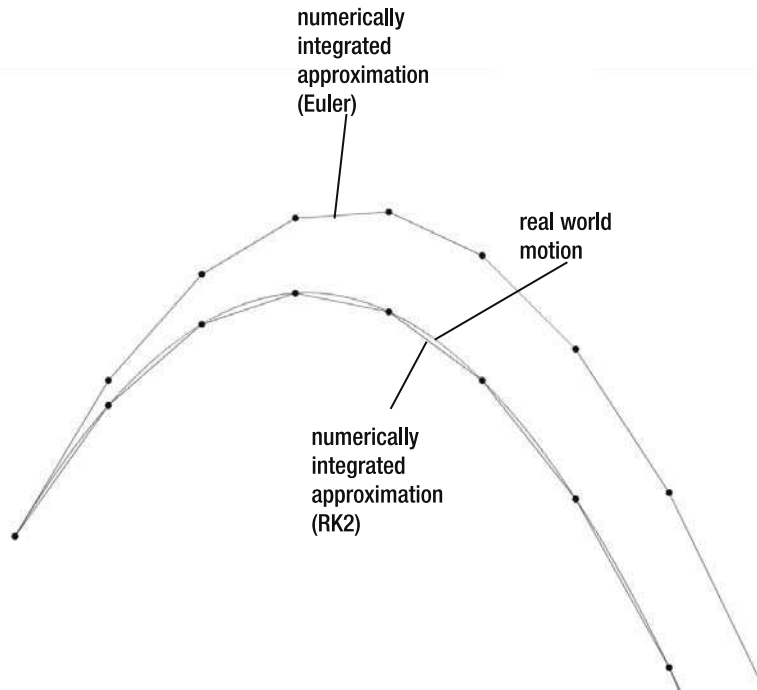 numerically
integrated
approximation
(Euler)
real world
motion
numerically
integrated
approximation
(RK2)